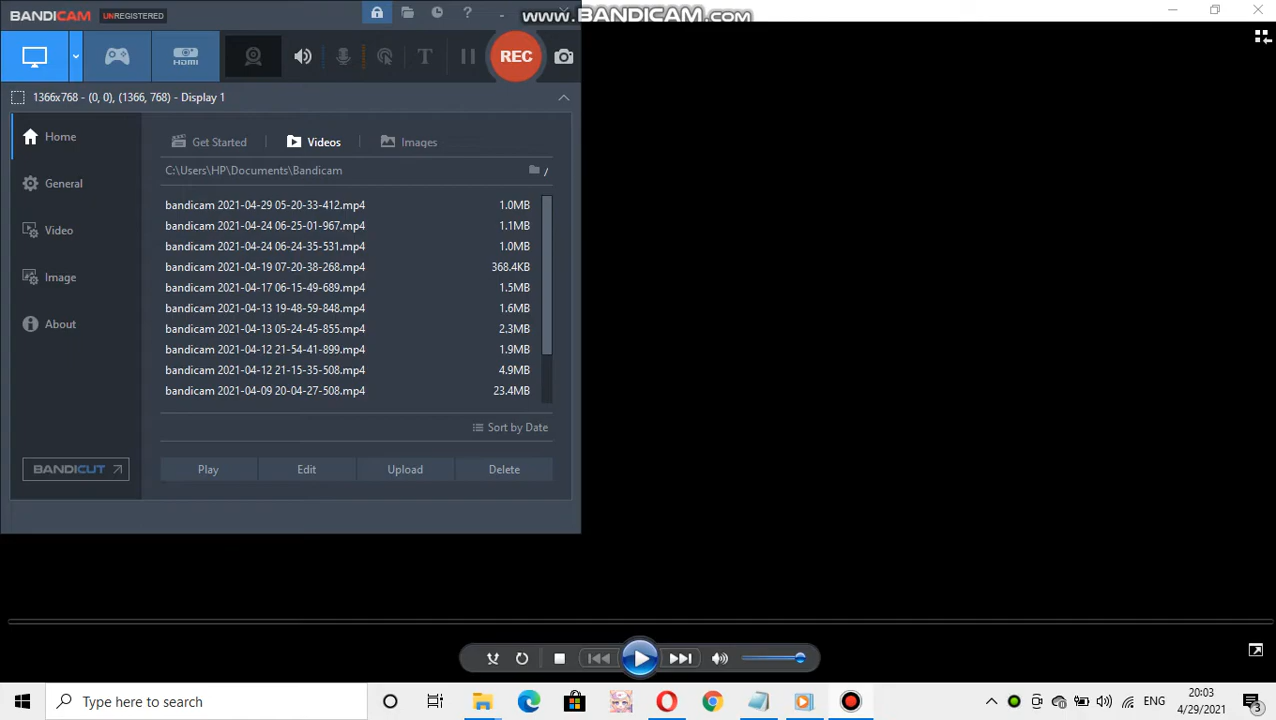 BANDICAM UNREGISTERED
www.BANDICAM.com
HDMI
REC
1366x768 - (0, 0), (1366, 768) - Display 1
Home
General
Video
Image
About
BANDICUT
Get Started
Videos
Images
C:\Users\HP\Documents\Bandicam
bandicam 2021-04-29 05-20-33-412.mp4 1.0MB
bandicam 2021-04-24 06-25-01-967.mp4 1.1MB
bandicam 2021-04-24 06-24-35-531.mp4 1.0MB
bandicam 2021-04-19 07-20-38-268.mp4 368.4KB
bandicam 2021-04-17 06-15-49-689.mp4 1.5MB
bandicam 2021-04-13 19-48-59-848.mp4 1.6MB
bandicam 2021-04-13 05-24-45-855.mp4 2.3MB
bandicam 2021-04-12 21-54-41-899.mp4 1.9MB
bandicam 2021-04-12 21-15-35-508.mp4 4.9MB
bandicam 2021-04-09 20-04-27-508.mp4 23.4MB
Sort by Date
Play Edit Upload Delete
Type here to search
ENG
20:03
4/29/2021
3